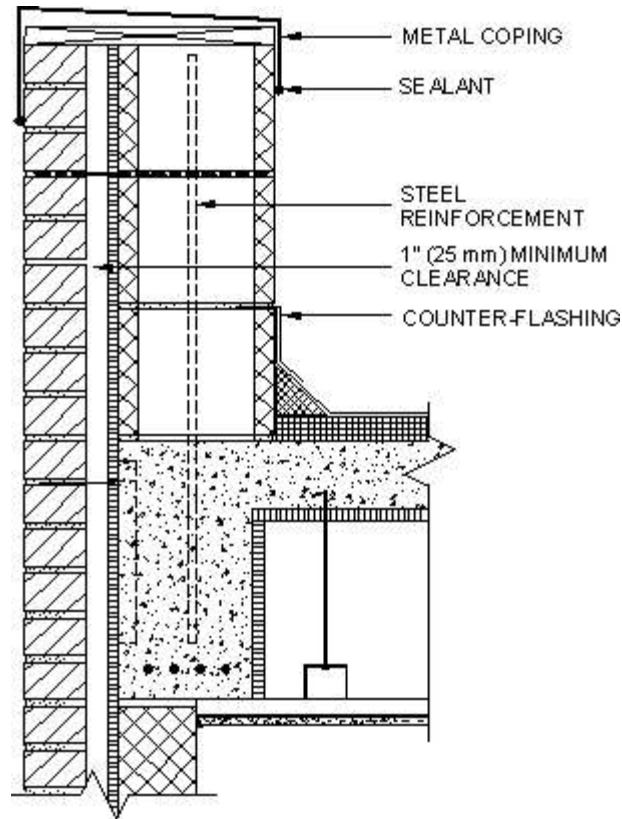 METAL COPING
SEALANT
STEEL
REINFORCEMENT
1" (25 mm) MINIMUM
CLEARANCE
COUNTER-FLASHING